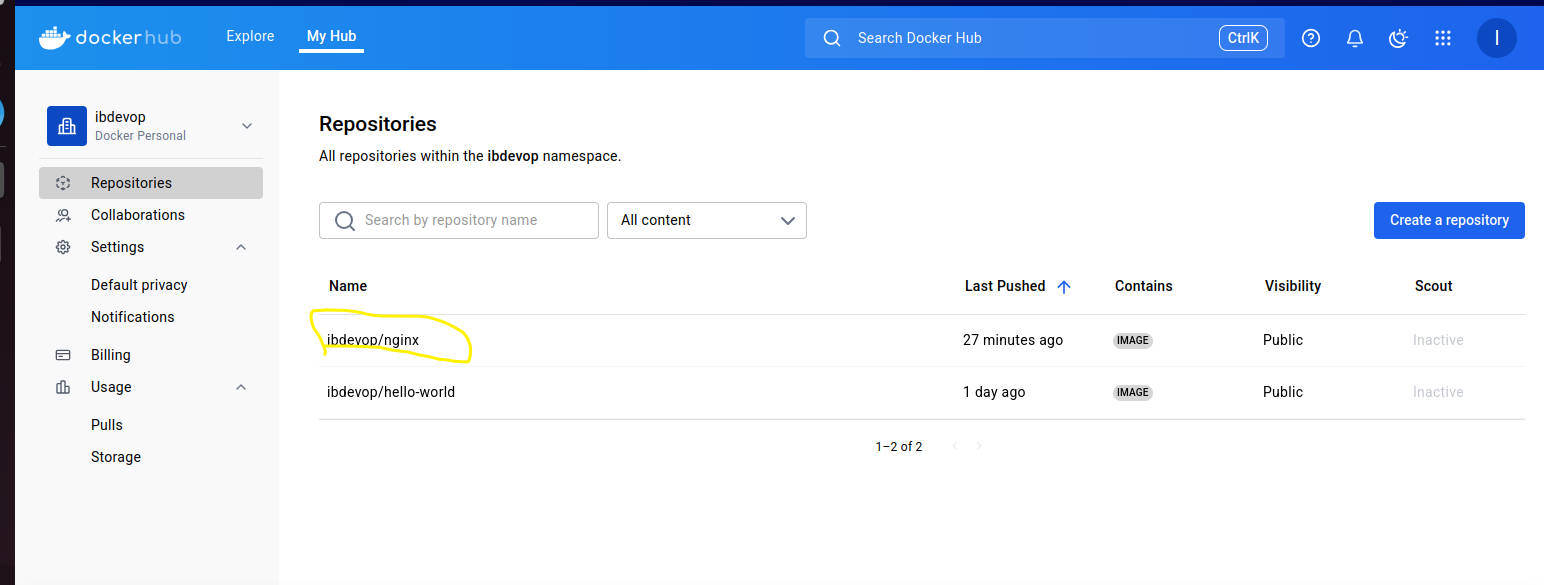 dockerhub Explore My Hub Search Docker Hub CtrlK I
ibdevop
Docker Personal
Repositories
Collaborations
Settings
Default privacy
Notifications
Billing
Usage
Pulls
Storage
Repositories
All repositories within the ibdevop namespace.
Search by repository name All content Create a repository
Name Last Pushed Contains Visibility Scout
ibdevop/nginx 27 minutes ago IMAGE Public Inactive
ibdevop/hello-world 1 day ago IMAGE Public Inactive
1–2 of 2